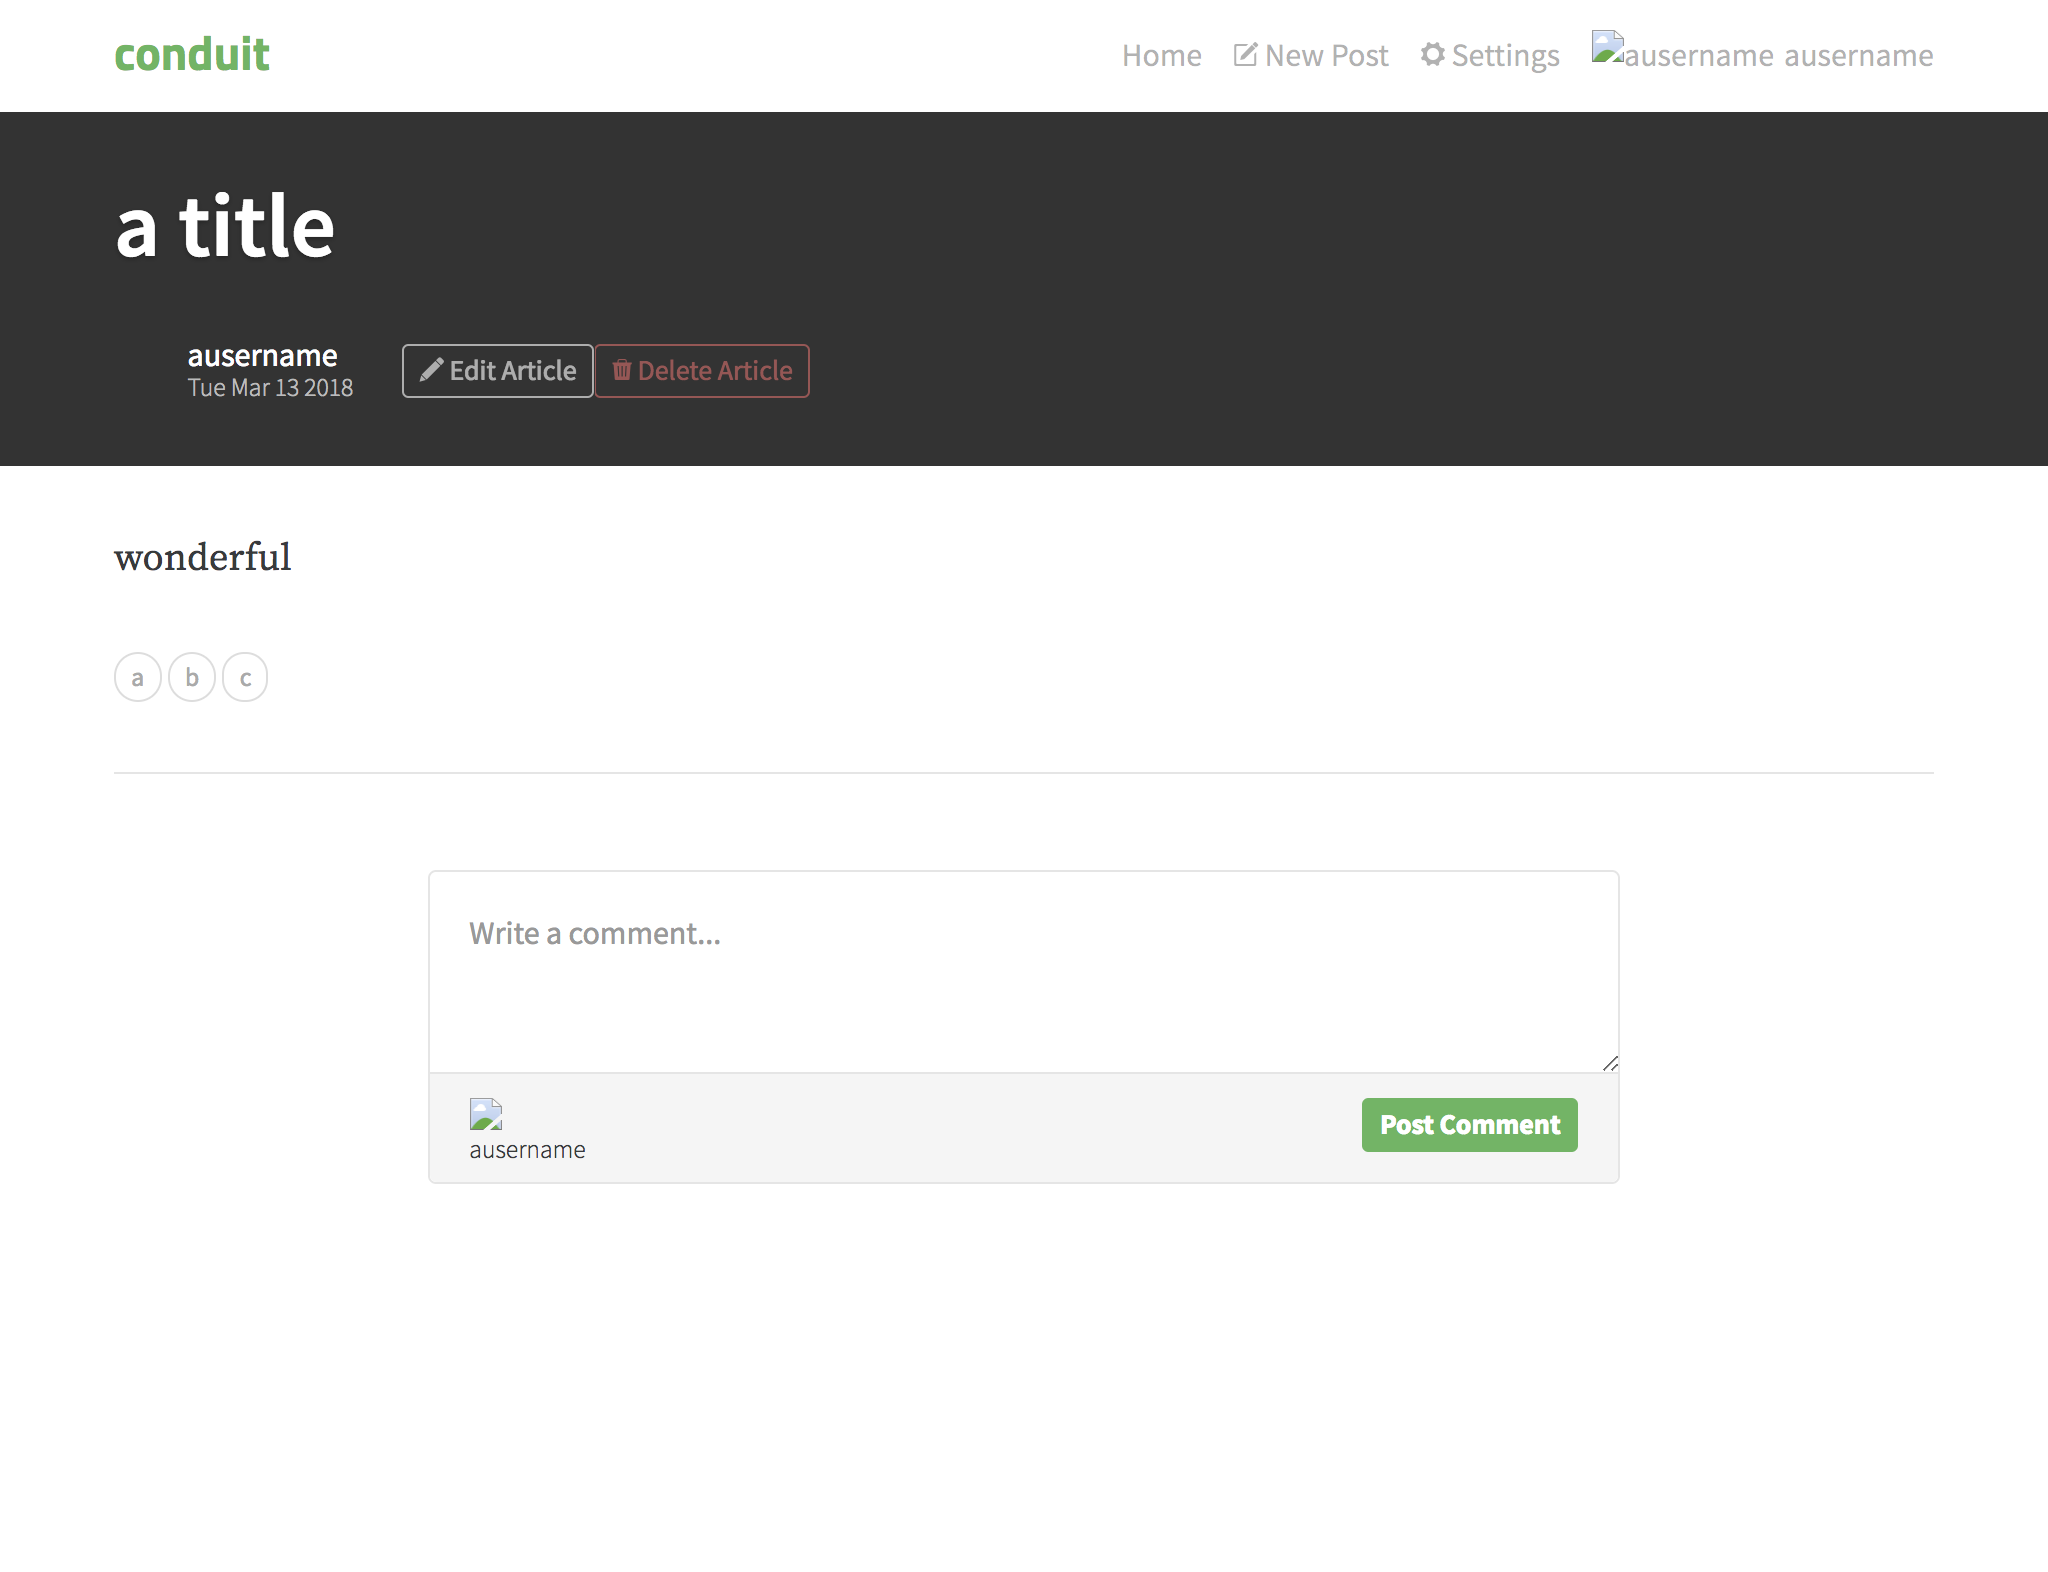 conduit
Home New Post Settings ausername ausername
a title
ausername
Tue Mar 13 2018
Edit Article Delete Article
wonderful
a b c
Write a comment...
ausername
Post Comment